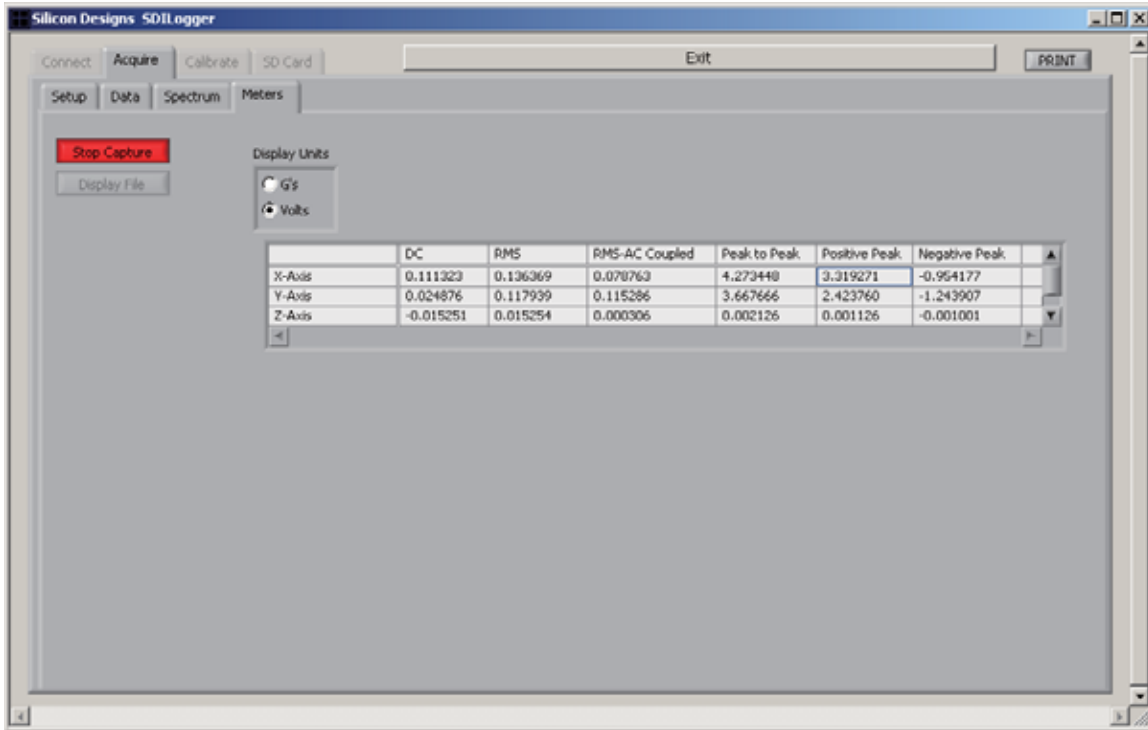 Silicon Designs SDILogger
Connect Acquire Calibrate SD Card Exit PRINT
Setup Data Spectrum Meters
Stop Capture Display Units
Display File G's
Volts
DC RMS RMS-AC Coupled Peak to Peak Positive Peak Negative Peak
X-Axis 0.111323 0.136369 0.078763 4.273448 3.319271 -0.954177
Y-Axis 0.024876 0.117939 0.115286 3.667666 2.423760 -1.243907
Z-Axis -0.015251 0.015254 0.000306 0.002126 0.001126 -0.001001